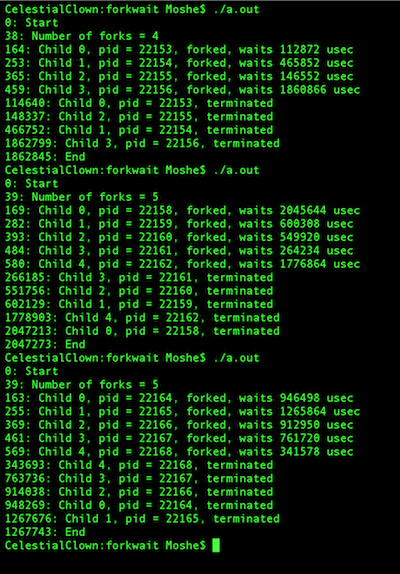 CelestialClown:forkwait Moshe$ ./a.out
0: Start
38: Number of forks = 4
164: Child 0, pid = 22153, forked, waits 112872 usec
253: Child 1, pid = 22154, forked, waits 465852 usec
365: Child 2, pid = 22155, forked, waits 146552 usec
459: Child 3, pid = 22156, forked, waits 1860866 usec
114640: Child 0, pid = 22153, terminated
148337: Child 2, pid = 22155, terminated
466752: Child 1, pid = 22154, terminated
1862799: Child 3, pid = 22156, terminated
1862845: End
CelestialClown:forkwait Moshe$ ./a.out
0: Start
39: Number of forks = 5
169: Child 0, pid = 22158, forked, waits 2045644 usec
282: Child 1, pid = 22159, forked, waits 600308 usec
393: Child 2, pid = 22160, forked, waits 549920 usec
484: Child 3, pid = 22161, forked, waits 264234 usec
580: Child 4, pid = 22162, forked, waits 1776864 usec
266185: Child 3, pid = 22161, terminated
551756: Child 2, pid = 22160, terminated
602129: Child 1, pid = 22159, terminated
1778903: Child 4, pid = 22162, terminated
2047213: Child 0, pid = 22158, terminated
2047273: End
CelestialClown:forkwait Moshe$ ./a.out
0: Start
39: Number of forks = 5
163: Child 0, pid = 22164, forked, waits 946498 usec
255: Child 1, pid = 22165, forked, waits 1265864 usec
369: Child 2, pid = 22166, forked, waits 912950 usec
461: Child 3, pid = 22167, forked, waits 761720 usec
569: Child 4, pid = 22168, forked, waits 341578 usec
343693: Child 4, pid = 22168, terminated
763736: Child 3, pid = 22167, terminated
914038: Child 2, pid = 22166, terminated
948269: Child 0, pid = 22164, terminated
1267676: Child 1, pid = 22165, terminated
1267743: End
CelestialClown:forkwait Moshe$